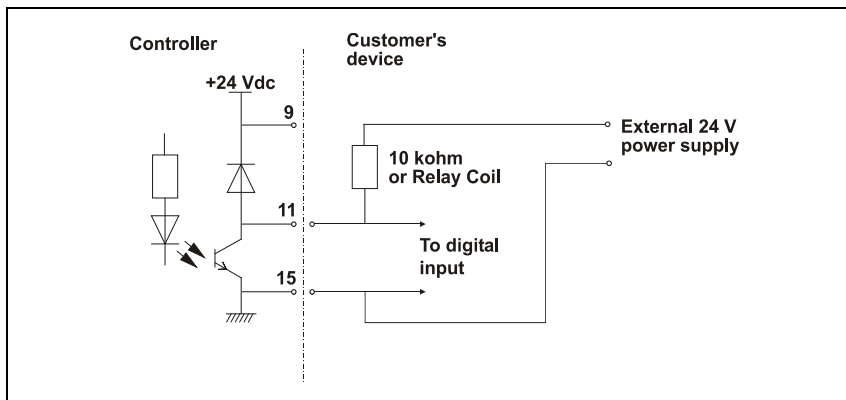 Controller
Customer's
device
+24 Vdc
9
External 24 V
power supply
10 kohm
or Relay Coil
11
To digital
input
15